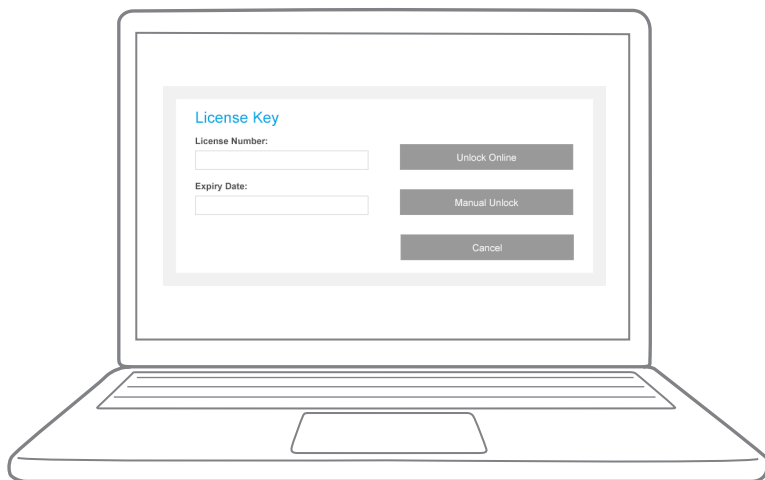 License Key
License Number:
Unlock Online
Expiry Date:
Manual Unlock
Cancel